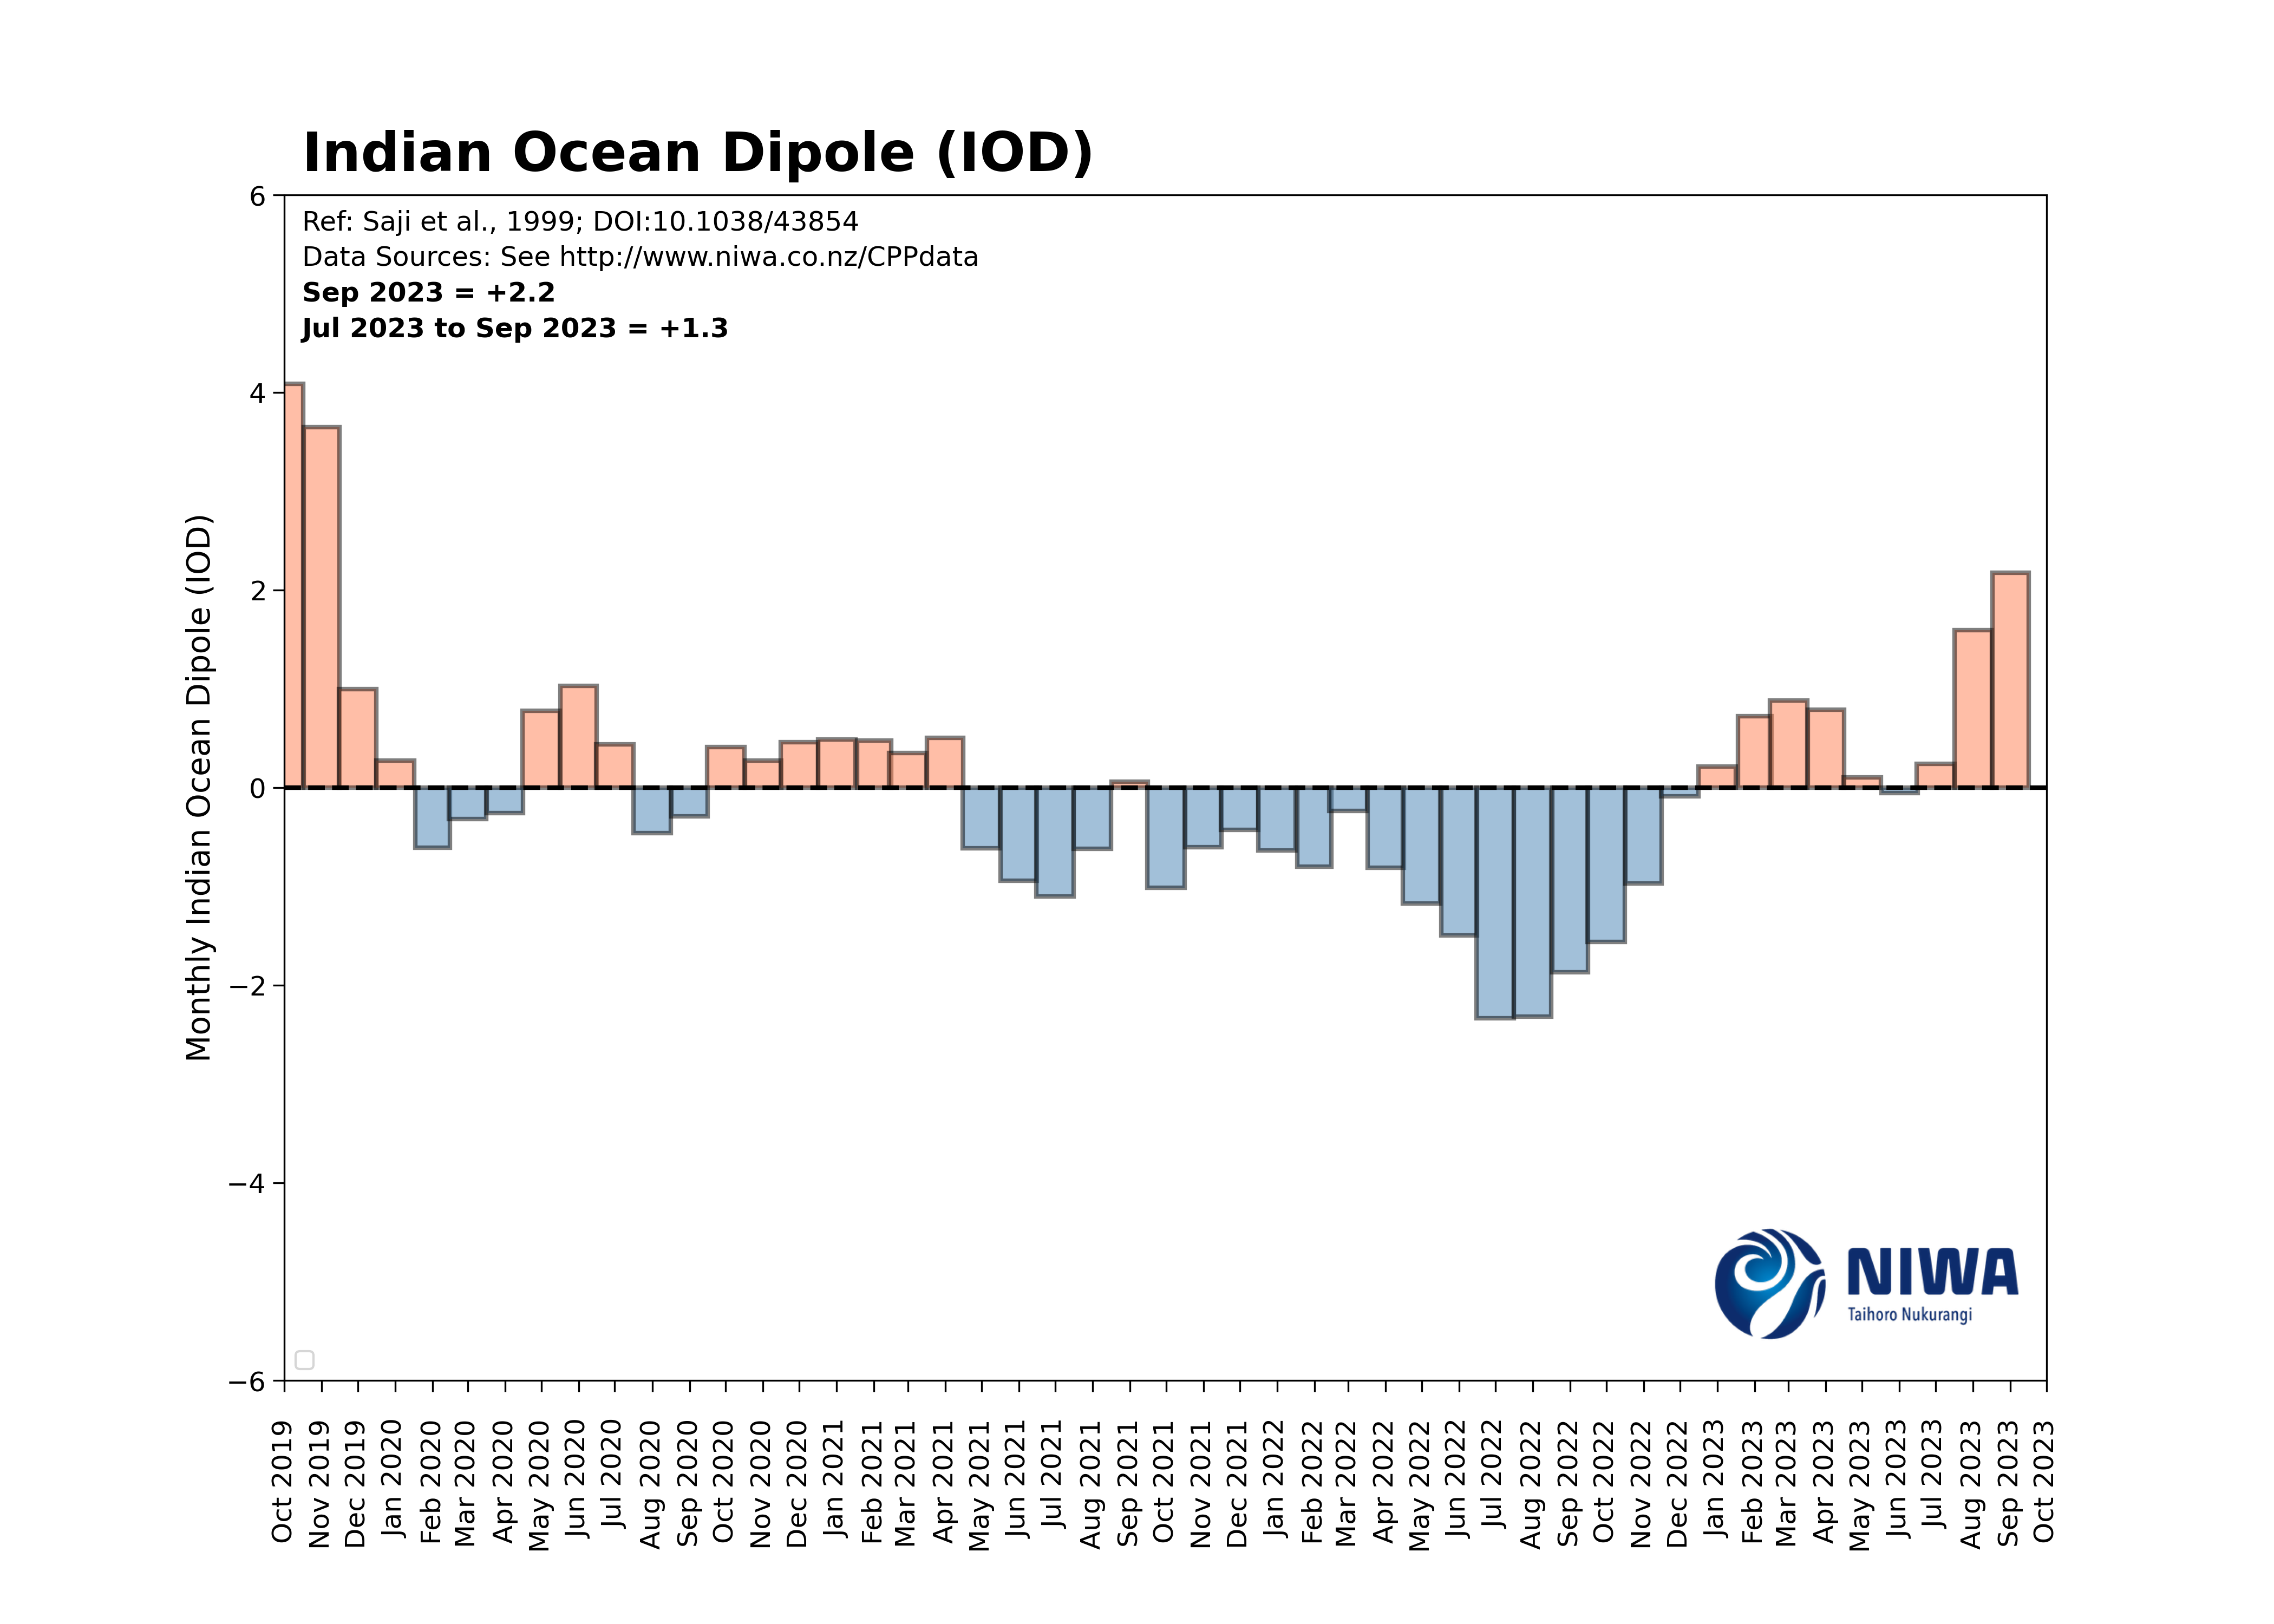 Indian Ocean Dipole (IOD)
Ref: Saji et al., 1999; DOI:10.1038/43854
Data Sources: See http://www.niwa.co.nz/CPPdata
Sep 2023 = +2.2
Jul 2023 to Sep 2023 = +1.3
Monthly Indian Ocean Dipole (IOD)
6
4
2
0
−2
−4
−6
NIWA
Taihoro Nukurangi
Oct 2019
Nov 2019
Dec 2019
Jan 2020
Feb 2020
Mar 2020
Apr 2020
May 2020
Jun 2020
Jul 2020
Aug 2020
Sep 2020
Oct 2020
Nov 2020
Dec 2020
Jan 2021
Feb 2021
Mar 2021
Apr 2021
May 2021
Jun 2021
Jul 2021
Aug 2021
Sep 2021
Oct 2021
Nov 2021
Dec 2021
Jan 2022
Feb 2022
Mar 2022
Apr 2022
May 2022
Jun 2022
Jul 2022
Aug 2022
Sep 2022
Oct 2022
Nov 2022
Dec 2022
Jan 2023
Feb 2023
Mar 2023
Apr 2023
May 2023
Jun 2023
Jul 2023
Aug 2023
Sep 2023
Oct 2023